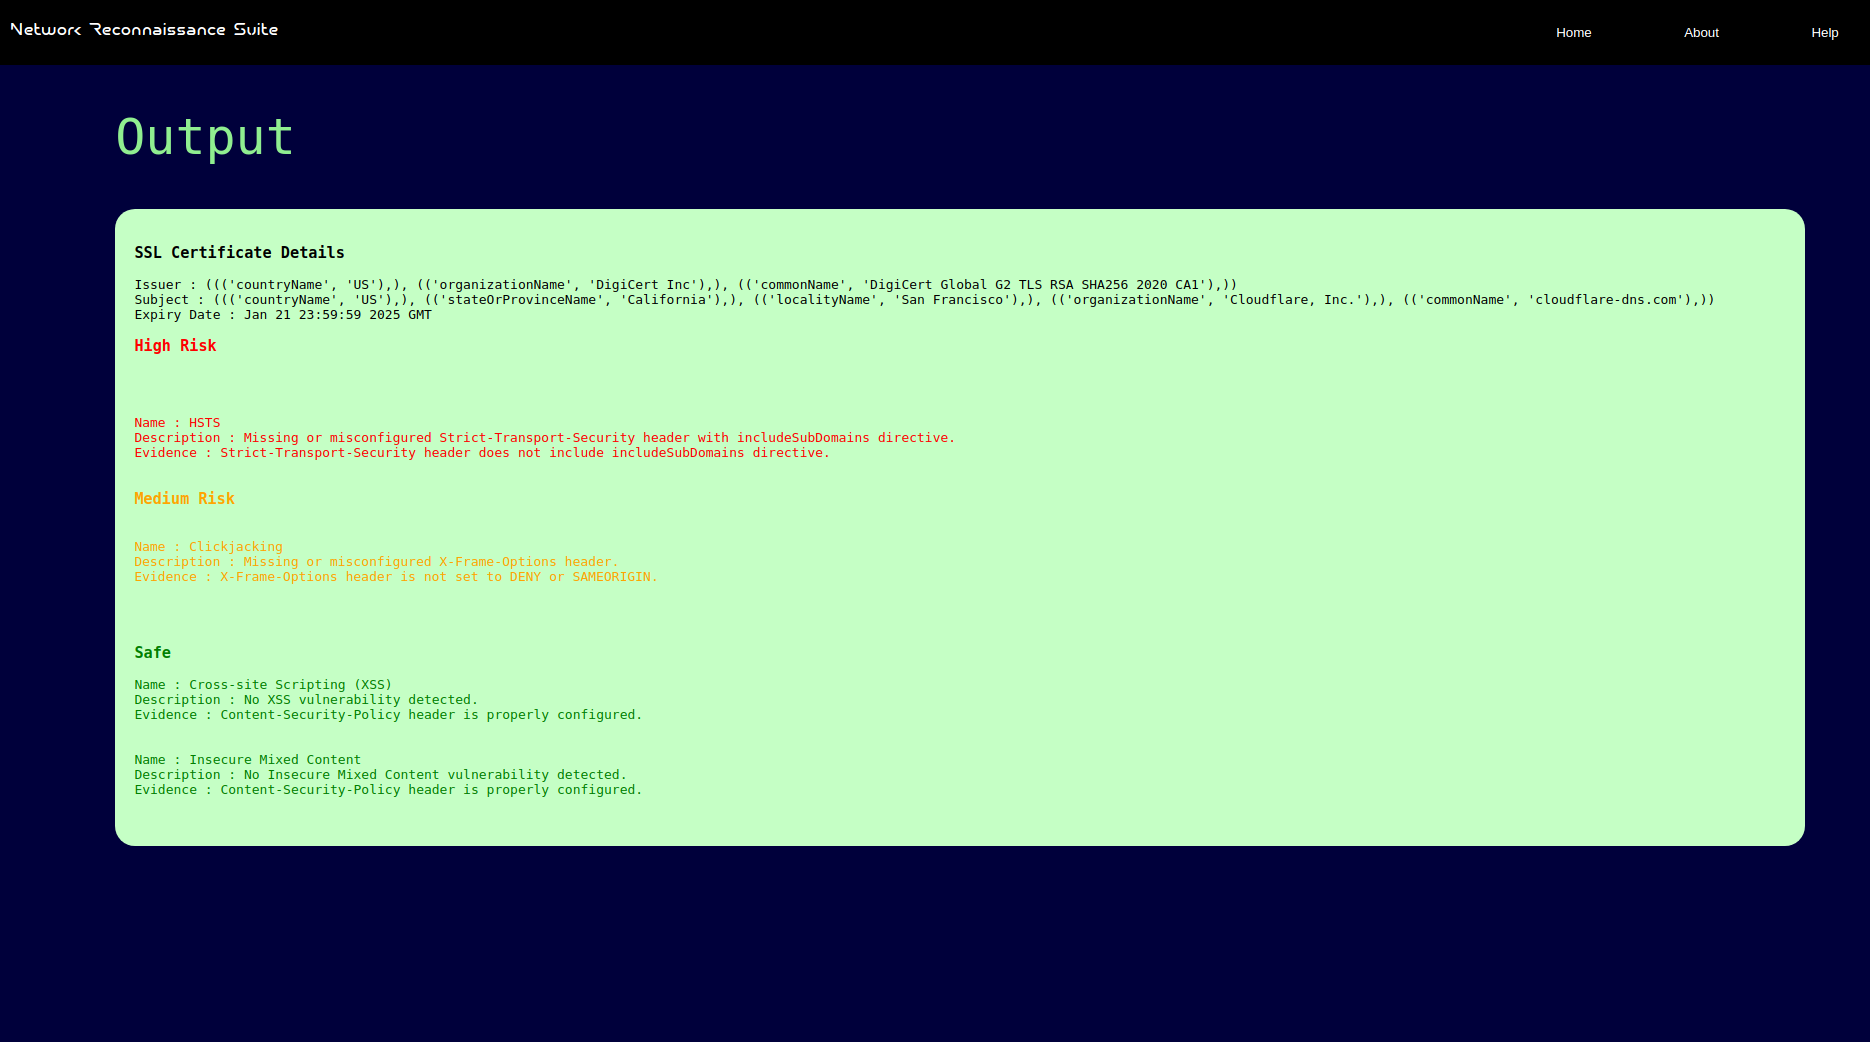 Network Reconnaissance Suite
Home
About
Help
Output
SSL Certificate Details
Issuer : ((('countryName', 'US'),), (('organizationName', 'DigiCert Inc'),), (('commonName', 'DigiCert Global G2 TLS RSA SHA256 2020 CA1'),))
Subject : ((('countryName', 'US'),), (('stateOrProvinceName', 'California'),), (('localityName', 'San Francisco'),), (('organizationName', 'Cloudflare, Inc.'),), (('commonName', 'cloudflare-dns.com'),))
Expiry Date : Jan 21 23:59:59 2025 GMT
High Risk
Name : HSTS
Description : Missing or misconfigured Strict-Transport-Security header with includeSubDomains directive.
Evidence : Strict-Transport-Security header does not include includeSubDomains directive.
Medium Risk
Name : Clickjacking
Description : Missing or misconfigured X-Frame-Options header.
Evidence : X-Frame-Options header is not set to DENY or SAMEORIGIN.
Safe
Name : Cross-site Scripting (XSS)
Description : No XSS vulnerability detected.
Evidence : Content-Security-Policy header is properly configured.
Name : Insecure Mixed Content
Description : No Insecure Mixed Content vulnerability detected.
Evidence : Content-Security-Policy header is properly configured.